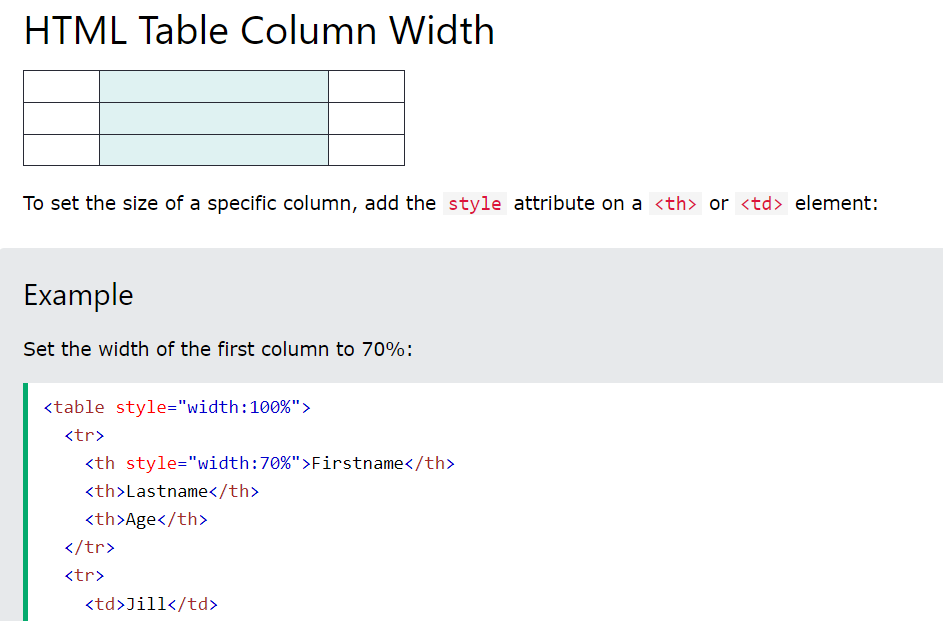 HTML Table Column Width
To set the size of a specific column, add the style attribute on a <th> or <td> element:
Example
Set the width of the first column to 70%:
<table style="width:100%">
<tr>
<th style="width:70%">Firstname</th>
<th>Lastname</th>
<th>Age</th>
</tr>
<tr>
<td>Jill</td>